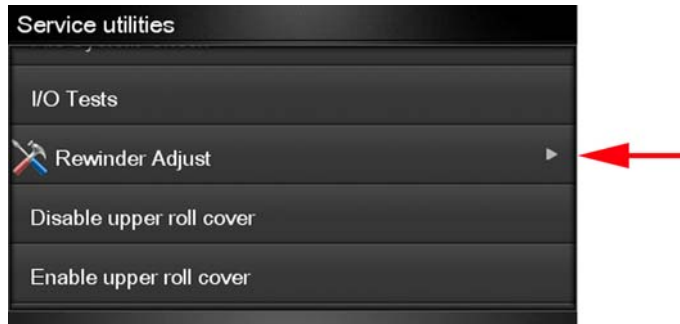 Service utilities
I/O Tests
Rewinder Adjust
Disable upper roll cover
Enable upper roll cover